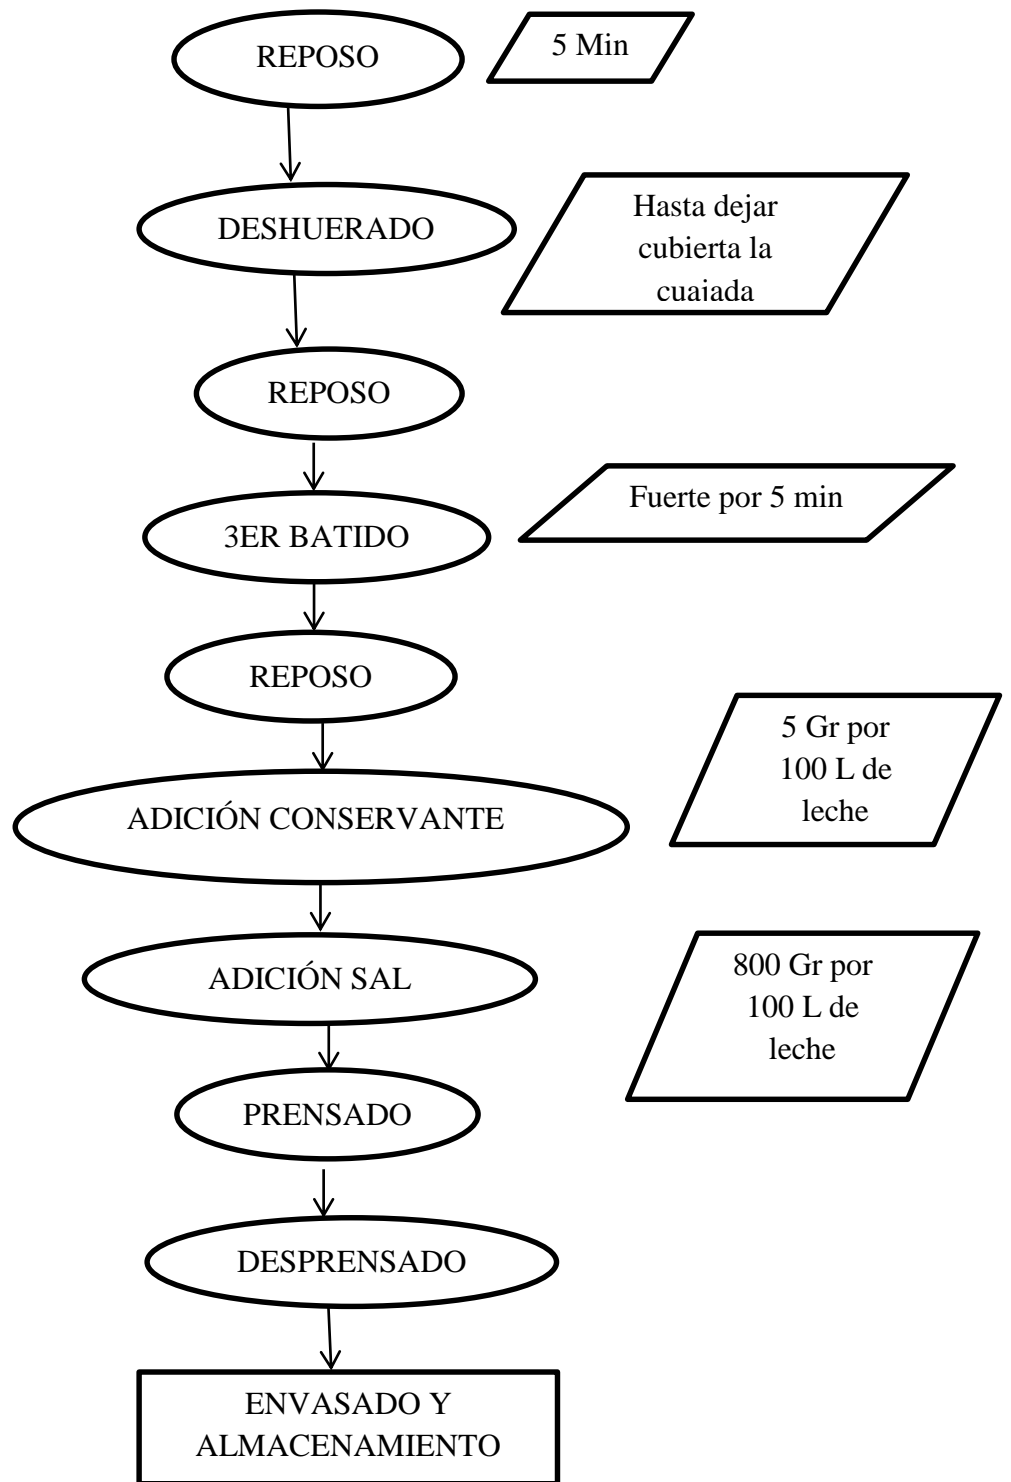 REPOSO
5 Min
DESHUERADO
Hasta dejar
cubierta la
cuajada
REPOSO
3ER BATIDO
Fuerte por 5 min
REPOSO
ADICIÓN CONSERVANTE
5 Gr por
100 L de
leche
ADICIÓN SAL
800 Gr por
100 L de
leche
PRENSADO
DESPRENSADO
ENVASADO Y
ALMACENAMIENTO